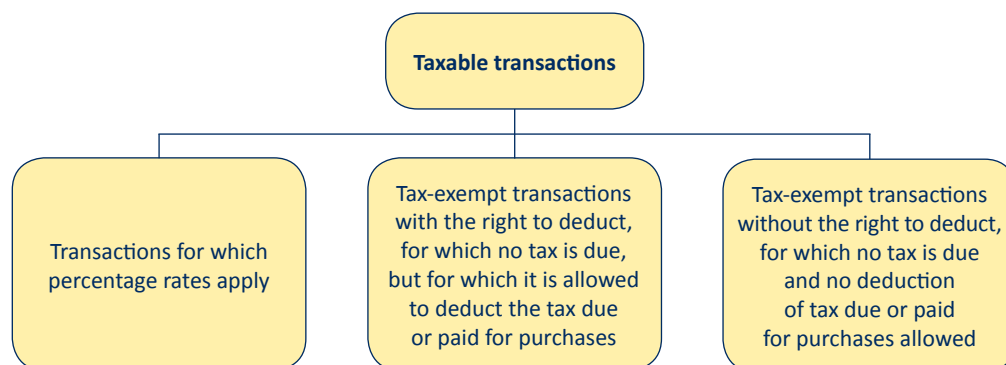 Taxable transactions
Transactions for which
percentage rates apply
Tax-exempt transactions
with the right to deduct,
for which no tax is due,
but for which it is allowed
to deduct the tax due
or paid for purchases
Tax-exempt transactions
without the right to deduct,
for which no tax is due
and no deduction
of tax due or paid
for purchases allowed